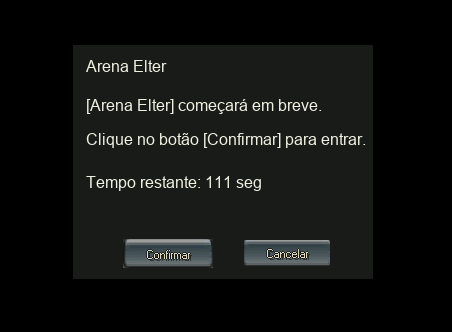 Arena Elter
[Arena Elter] começará em breve.
Clique no botão [Confirmar] para entrar.
Tempo restante: 111 seg
Confirmar
Cancelar